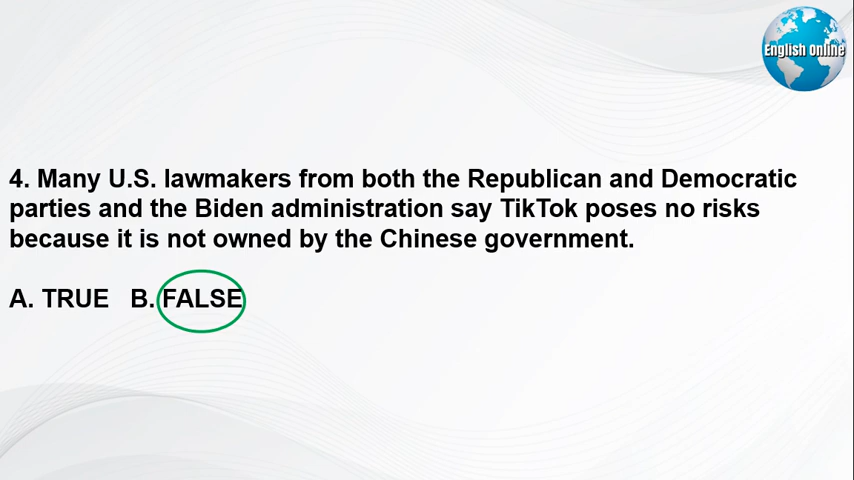 English online
4. Many U.S. lawmakers from both the Republican and Democratic
parties and the Biden administration say TikTok poses no risks
because it is not owned by the Chinese government.
A. TRUE B. FALSE